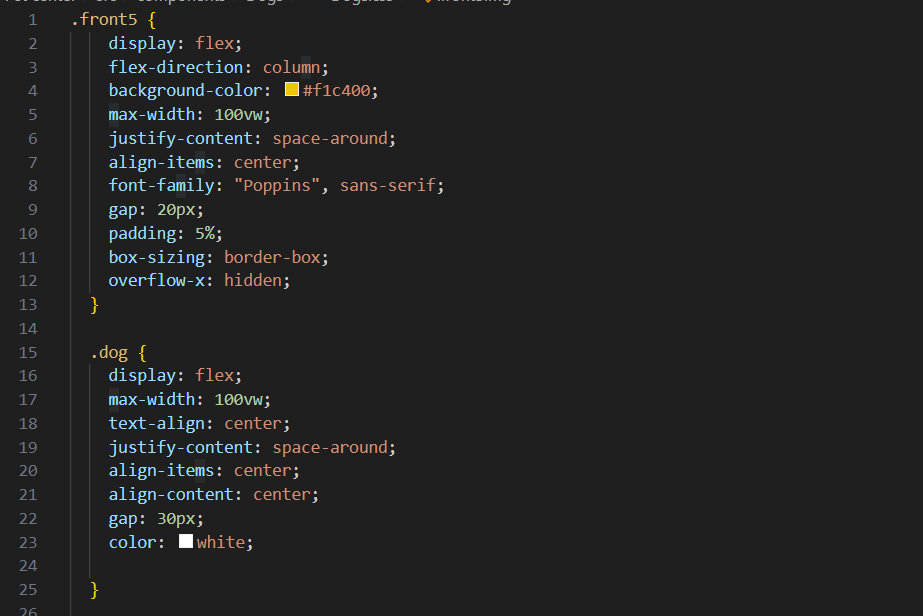 1 .front5 {
2 display: flex;
3 flex-direction: column;
4 background-color: #f1c400;
5 max-width: 100vw;
6 justify-content: space-around;
7 align-items: center;
8 font-family: "Poppins", sans-serif;
9 gap: 20px;
10 padding: 5%;
11 box-sizing: border-box;
12 overflow-x: hidden;
13 }
14
15 .dog {
16 display: flex;
17 max-width: 100vw;
18 text-align: center;
19 justify-content: space-around;
20 align-items: center;
21 align-content: center;
22 gap: 30px;
23 color: white;
24
25 }
26